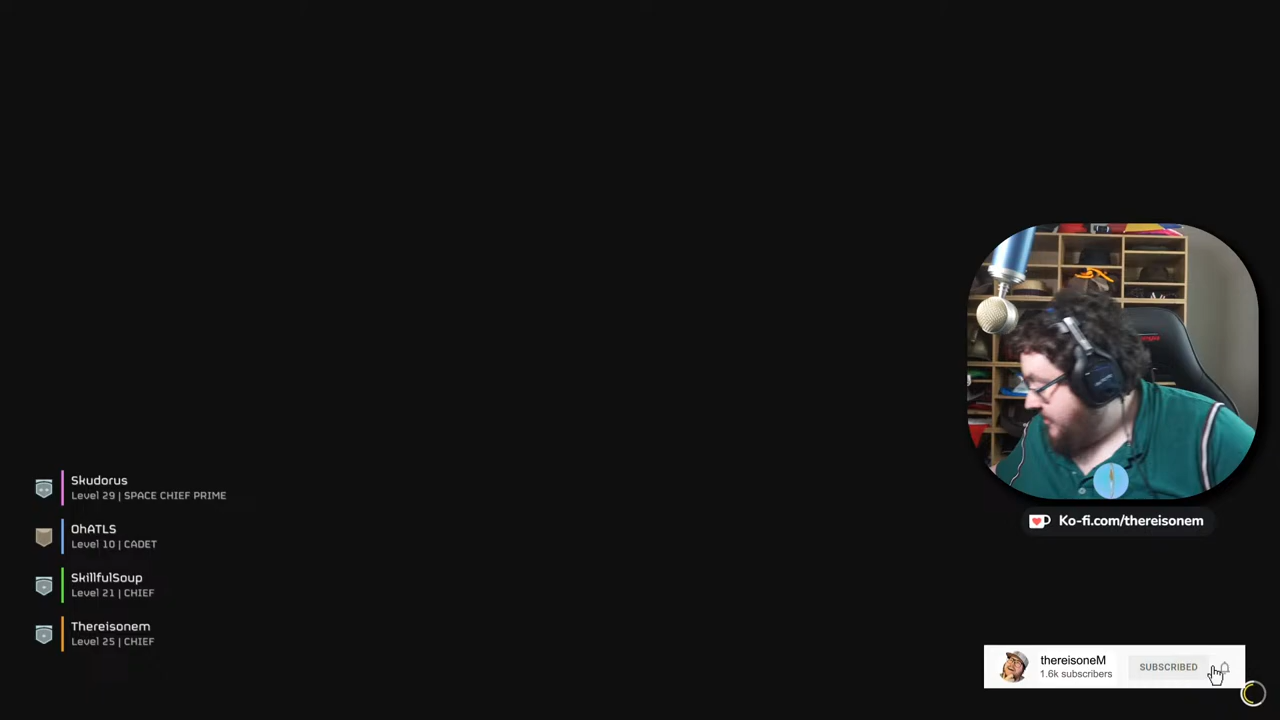 Skudorus
Level 29 | SPACE CHIEF PRIME
OhATLS
Level 10 | CADET
SkillfulSoup
Level 21 | CHIEF
Thereisonem
Level 25 | CHIEF
Ko-fi.com/thereisonem
thereisoneM
1.6k subscribers
SUBSCRIBED